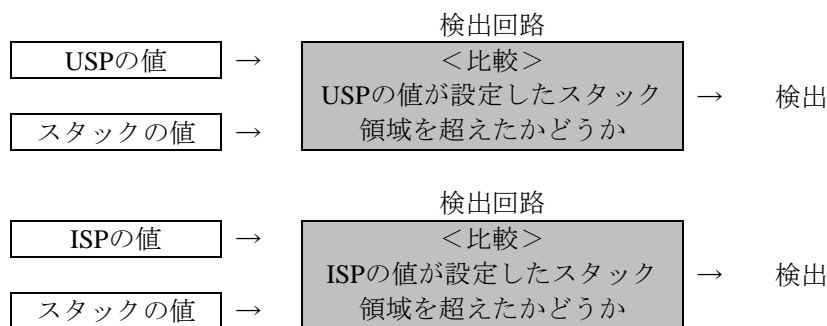 検出回路
USPの値 → ＜比較＞
USPの値が設定したスタック → 検出
スタックの値 → 領域を超えたかどうか
検出回路
ISPの値 → ＜比較＞
ISPの値が設定したスタック → 検出
スタックの値 → 領域を超えたかどうか